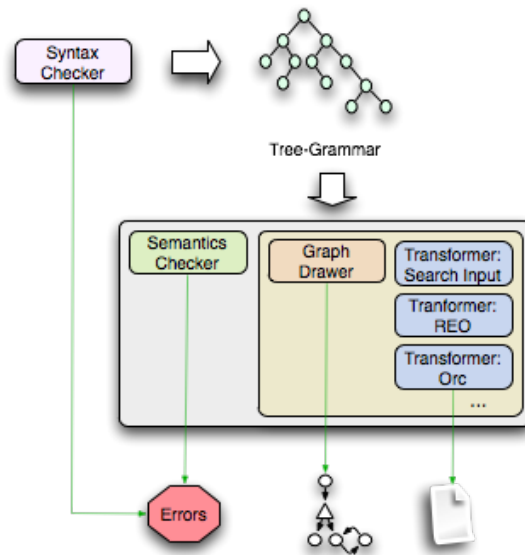 Syntax
Checker
Tree-Grammar
Semantics
Checker
Graph
Drawer
Transformer:
Search Input
Tranformer:
REO
Transformer:
Orc
...
Errors